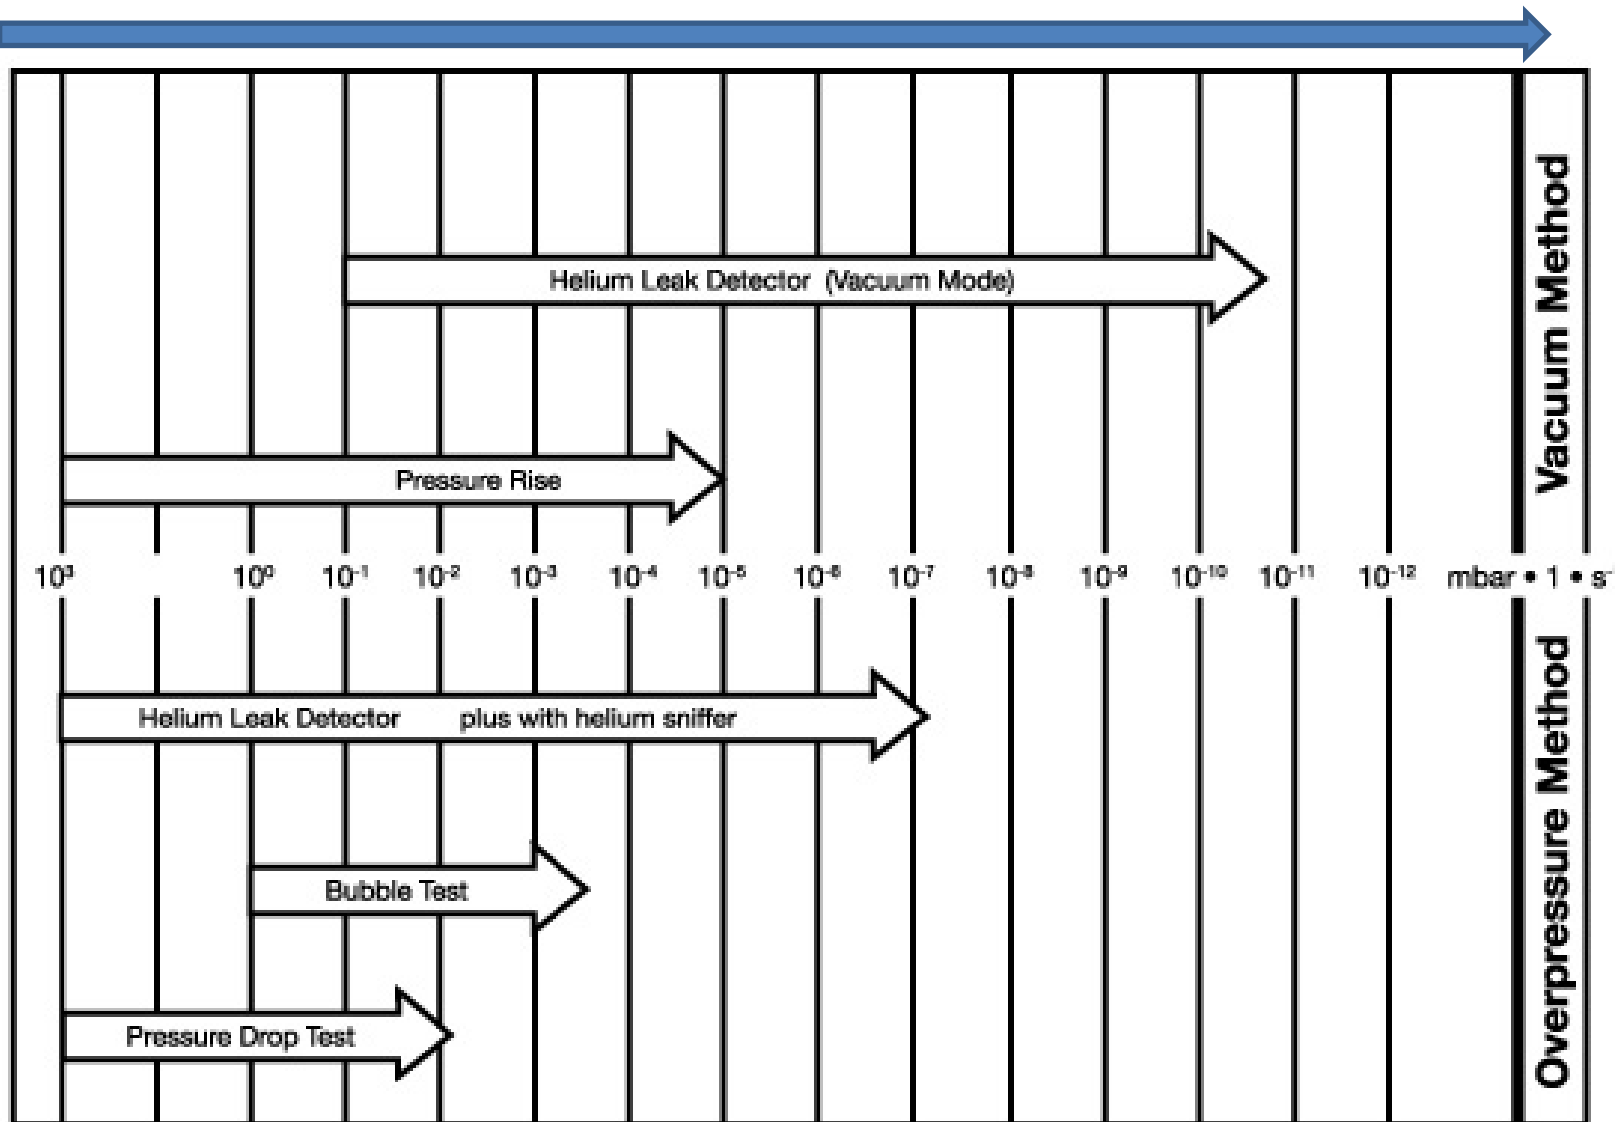 Helium Leak Detector (Vacuum Mode)
Pressure Rise
10³ 10⁰ 10⁻¹ 10⁻² 10⁻³ 10⁻⁴ 10⁻⁵ 10⁻⁶ 10⁻⁷ 10⁻⁸ 10⁻⁹ 10⁻¹⁰ 10⁻¹¹ 10⁻¹² mbar • 1 • s⁻
Helium Leak Detector plus with helium sniffer
Bubble Test
Pressure Drop Test
Vacuum Method
Overpressure Method